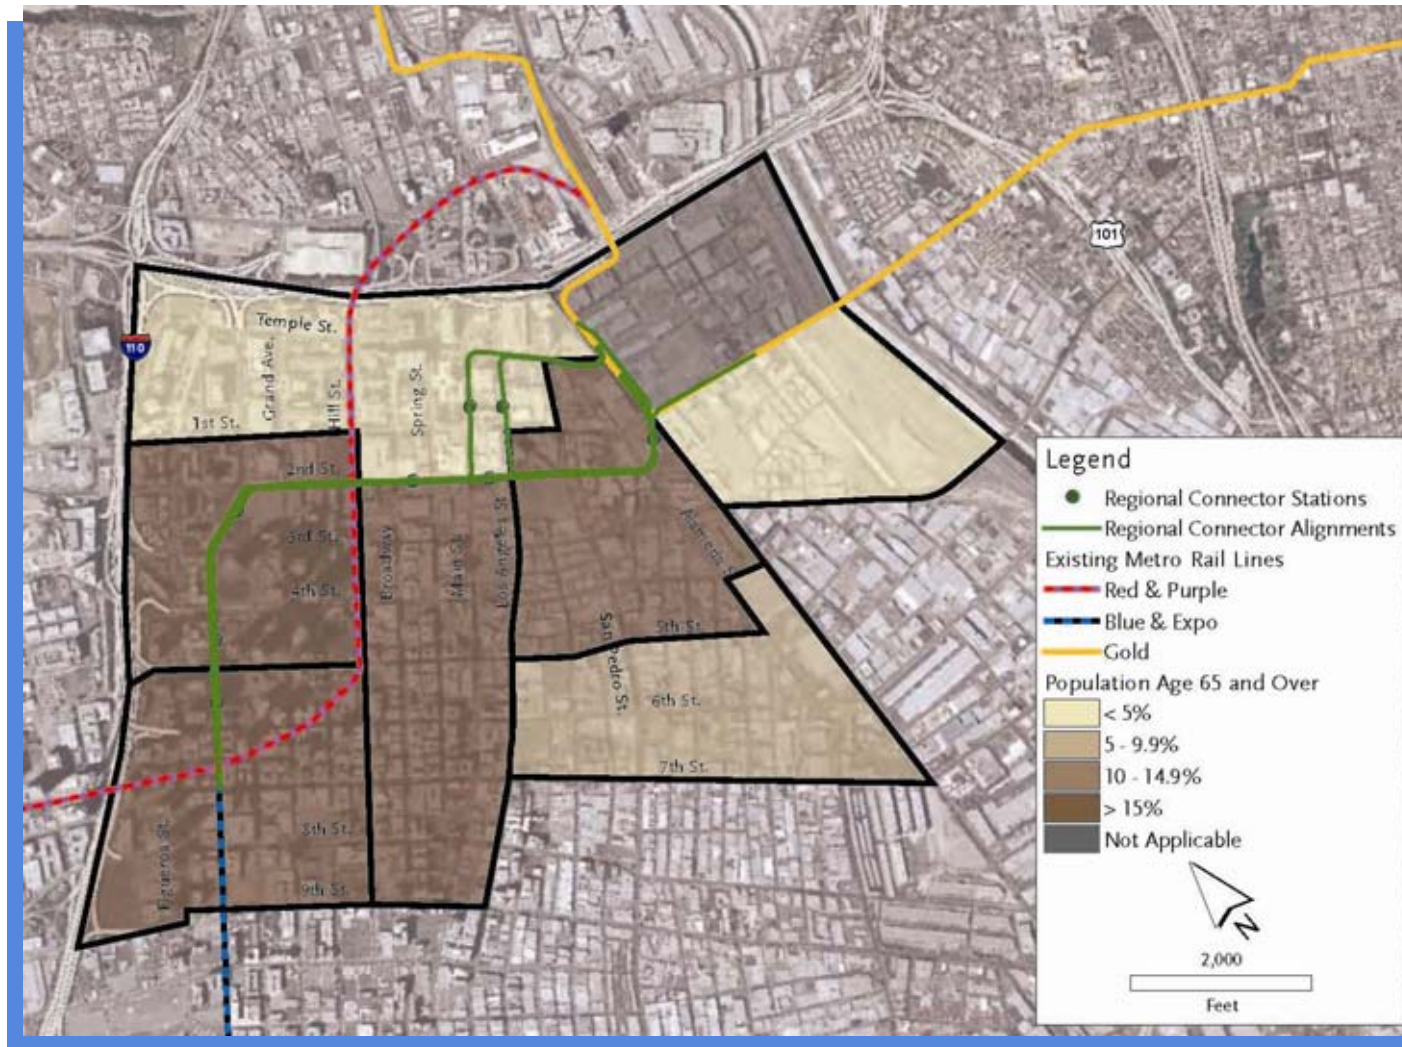 101
Temple St.
110
Grand Ave.
Hill St.
Spring St.
1st St.
2nd St.
3rd St.
4th St.
Broadway
Main St.
Los Angeles St
Alameda St.
San Pedro St.
5th St.
6th St.
7th St.
8th St.
9th St.
Figueroa St.
Legend
Regional Connector Stations
Regional Connector Alignments
Existing Metro Rail Lines
Red & Purple
Blue & Expo
Gold
Population Age 65 and Over
< 5%
5 - 9.9%
10 - 14.9%
> 15%
Not Applicable
N
2,000
Feet